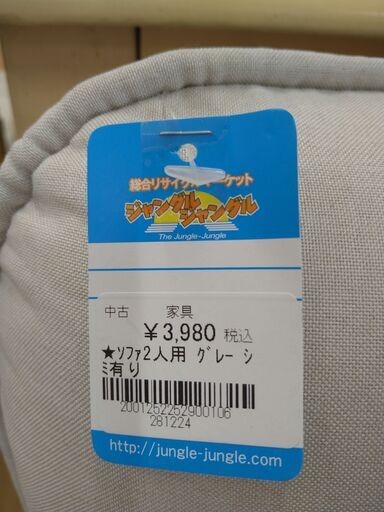 総合リサイクルマーケット
ジャングル
ジャングル
The Jungle-Jungle
中古 家具
￥3,980 税込
★ｿﾌｧ2人用 ｸﾞﾚｰ ｼ
ﾐ有り
2001252252900106
281224
http://jungle-jungle.com